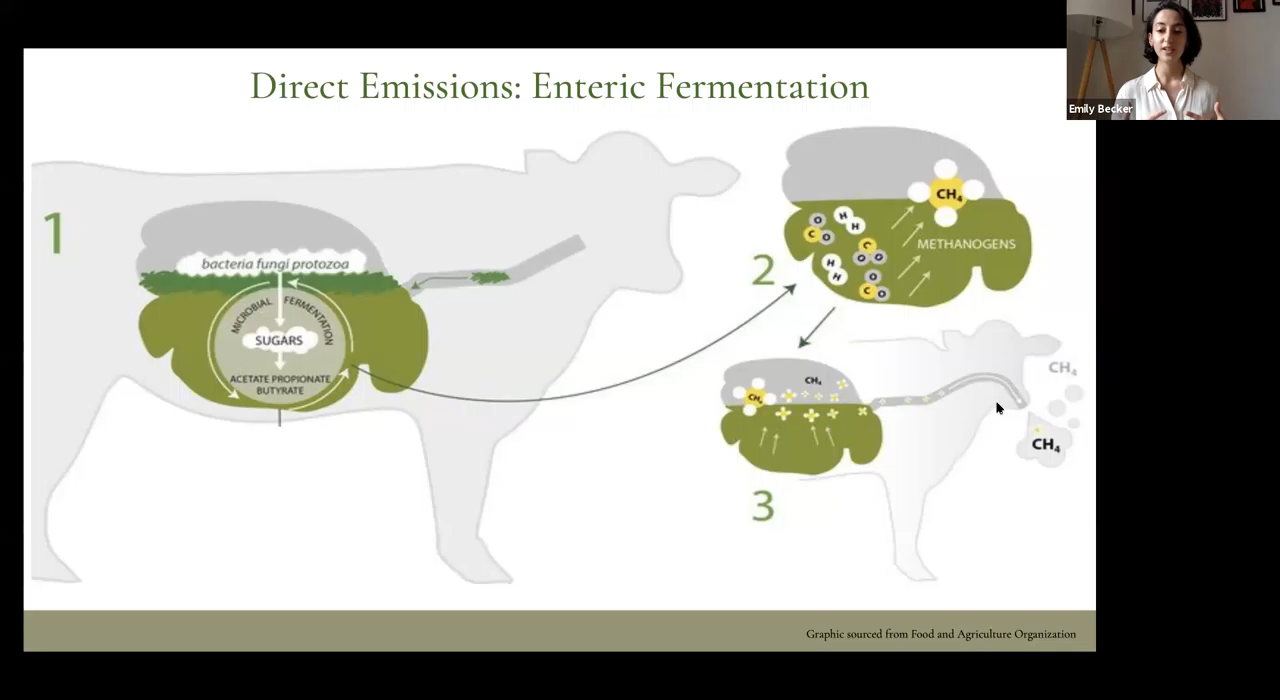 Direct Emissions: Enteric Fermentation
Emily Becker
1
bacteria fungi protozoa
MICROBIAL FERMENTATION
SUGARS
ACETATE PROPIONATE
BUTYRATE
2
CH4
O
C O
H
H
C
O O
H
H
O
C O
METHANOGENS
3
CH4
CH4
CH4
CH4
Graphic sourced from Food and Agriculture Organization